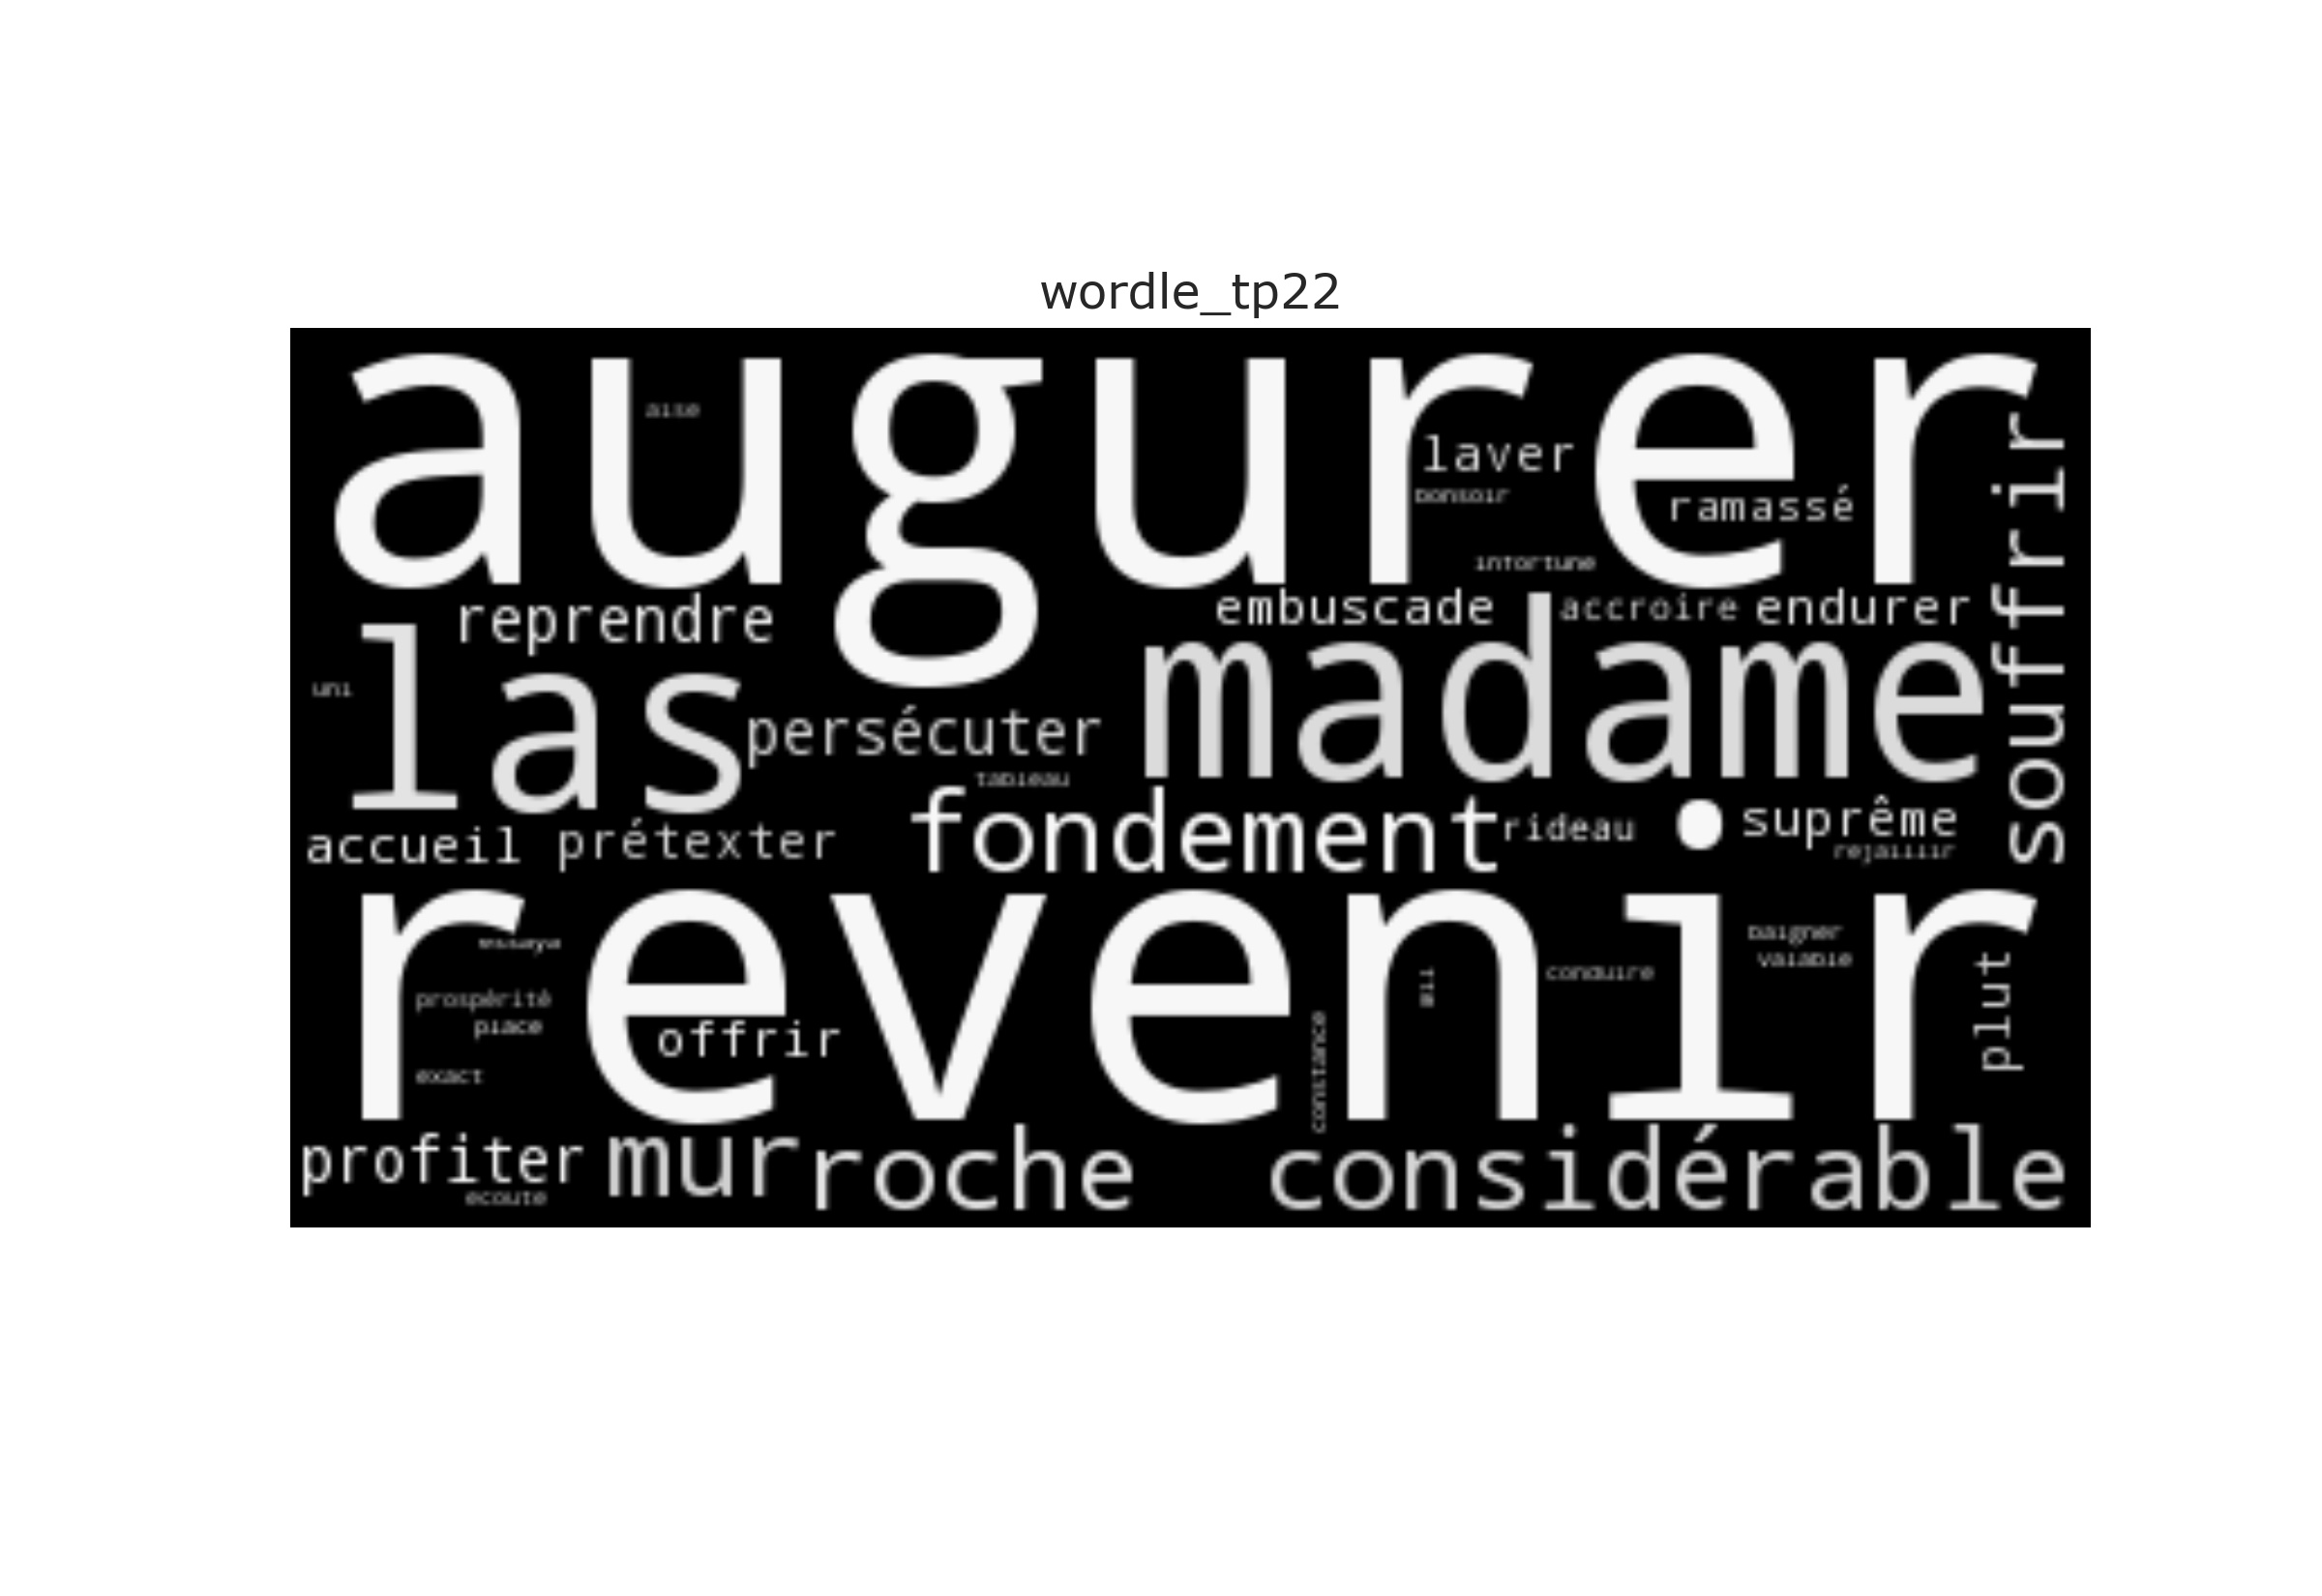 wordle_tp22
augurer
aise
laver
bonsoir
ramassé
souffrir
infortune
reprendre
embuscade
accroire
endurer
las
madame
uni
persécuter
tableau
fondement
accueil
prétexter
rideau
suprême
rejaillir
revenir
baigner
valable
conduire
prospérité
place
offrir
plut
exact
constance
profiter
mur
roche
considérable
écoute